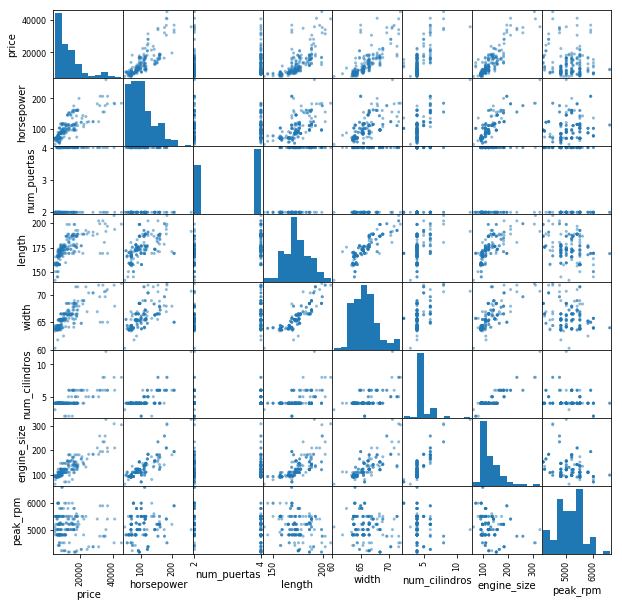 40000
20000
price
200
100
horsepower
4
2
num_puertas
200
175
150
length
70
65
60
width
5
num_cilindros
300
200
100
engine_size
6000
5000
peak_rpm
20000
40000
price
100
200
horsepower
2
4
num_puertas
150
200
length
60
65
70
width
5
10
num_cilindros
100
200
300
engine_size
5000
6000
peak_rpm